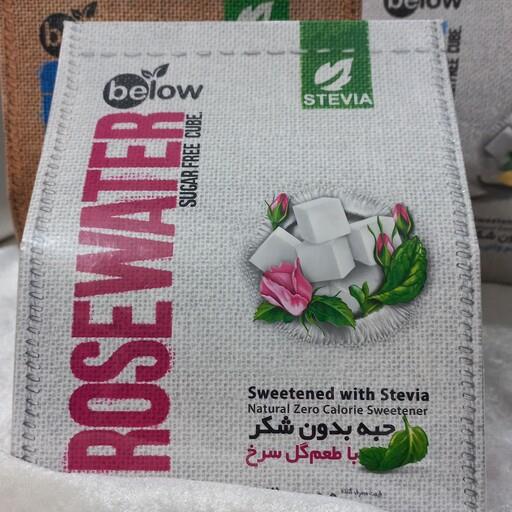 below
STEVIA
ROSEWATER
SUGAR FREE CUBE
Sweetened with Stevia
Natural Zero Calorie Sweetener
حبه بدون شکر
با طعم گل سرخ
below